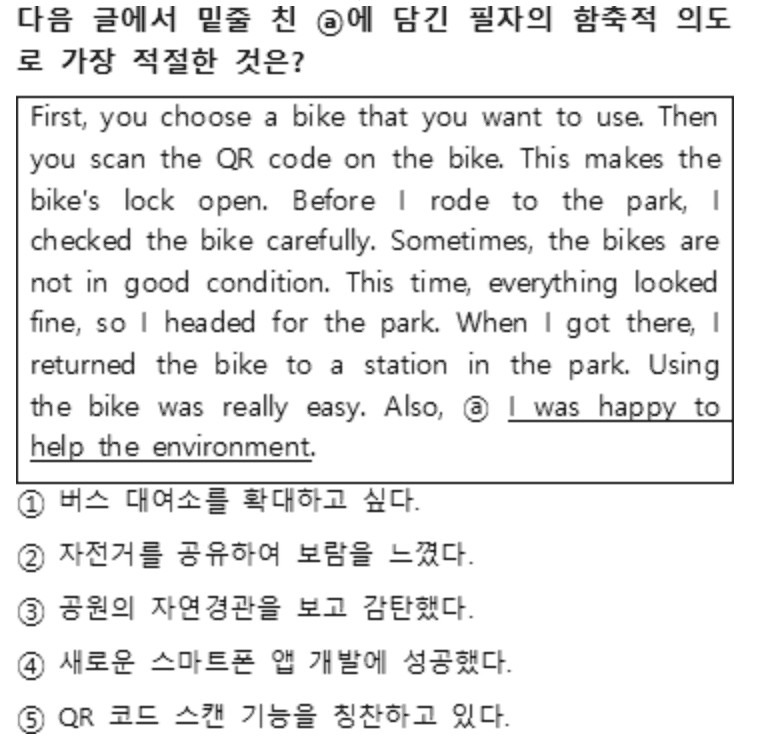 다음 글에서 밑줄 친 ⓐ에 담긴 필자의 함축적 의도
로 가장 적절한 것은?
First, you choose a bike that you want to use. Then
you scan the QR code on the bike. This makes the
bike's lock open. Before I rode to the park, I
checked the bike carefully. Sometimes, the bikes are
not in good condition. This time, everything looked
fine, so I headed for the park. When I got there, I
returned the bike to a station in the park. Using
the bike was really easy. Also, ⓐ I was happy to
help the environment.
① 버스 대여소를 확대하고 싶다.
② 자전거를 공유하여 보람을 느꼈다.
③ 공원의 자연경관을 보고 감탄했다.
④ 새로운 스마트폰 앱 개발에 성공했다.
⑤ QR 코드 스캔 기능을 칭찬하고 있다.